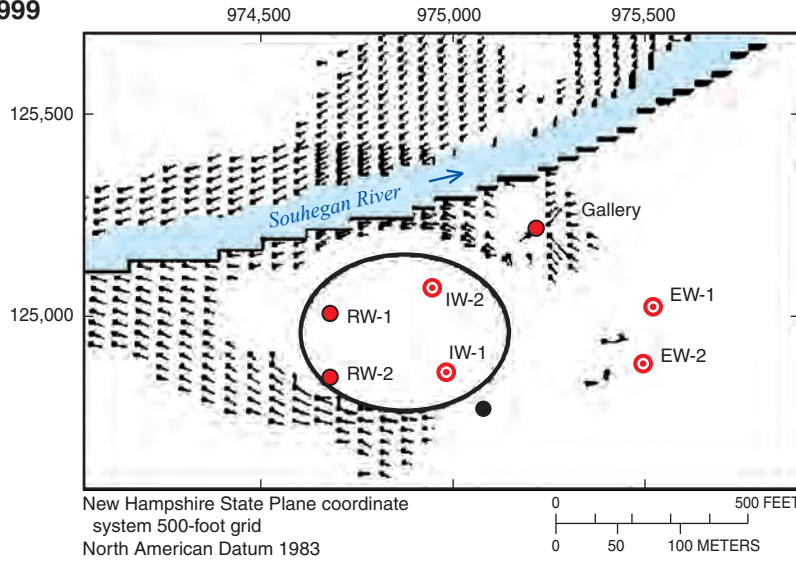 999
974,500 975,000 975,500
125,500
Souhegan River
Gallery
125,000
RW-1
IW-2
EW-1
RW-2
IW-1
EW-2
New Hampshire State Plane coordinate
system 500-foot grid
North American Datum 1983
0 500 FEET
0 50 100 METERS